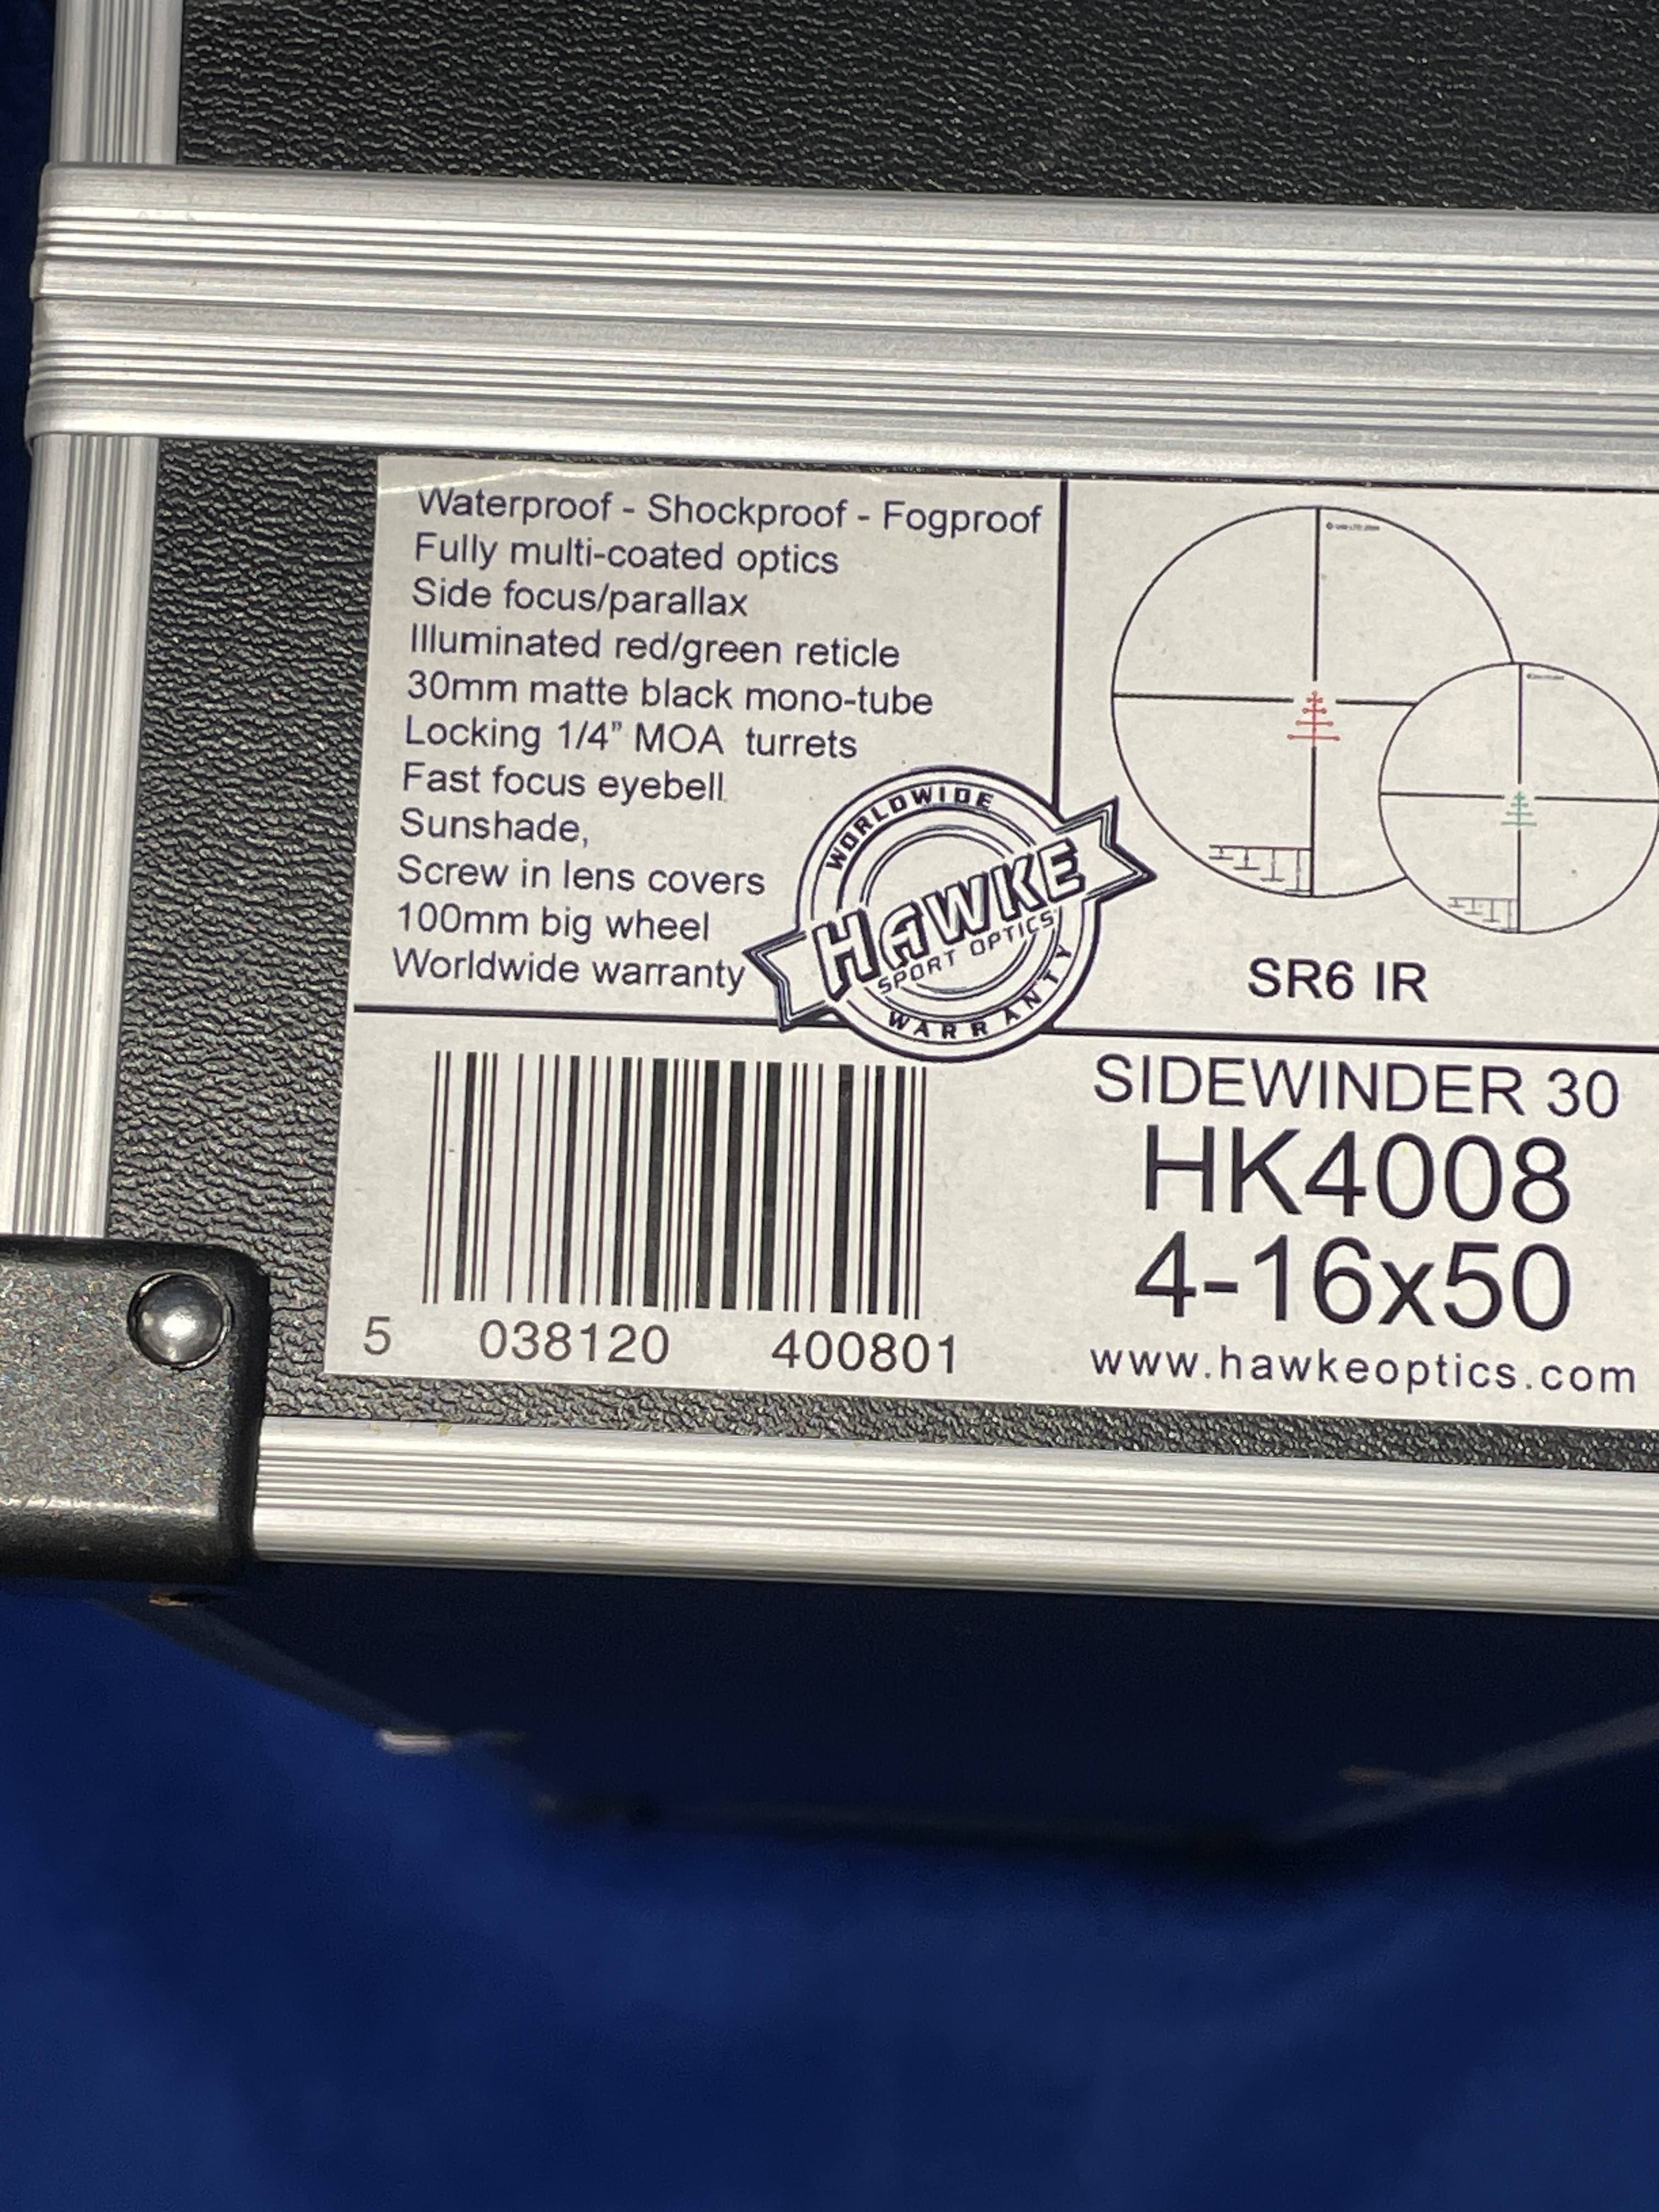 Waterproof - Shockproof - Fogproof
Fully multi-coated optics
Side focus/parallax
Illuminated red/green reticle
30mm matte black mono-tube
Locking 1/4” MOA turrets
Fast focus eyebell
Sunshade,
Screw in lens covers
100mm big wheel
Worldwide warranty
WORLDWIDE
HAWKE
SPORT OPTICS
WARRANTY
SR6 IR
SIDEWINDER 30
HK4008
4-16x50
www.hawkeoptics.com
5 038120 400801